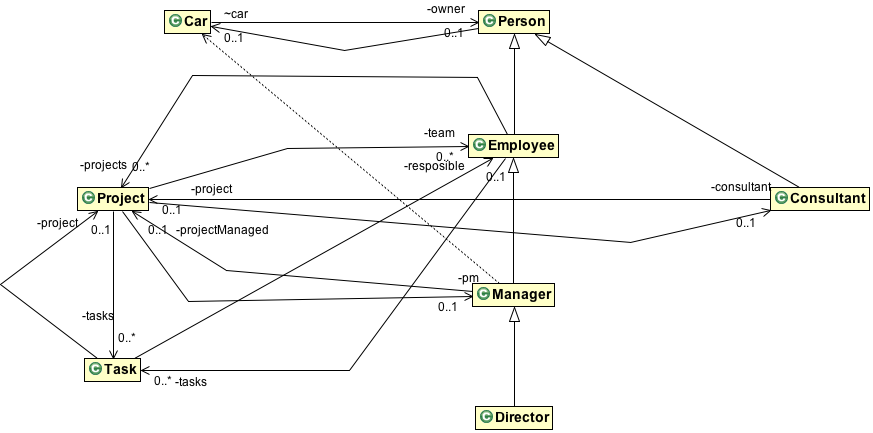 C Car
~car
-owner
C Person
0..1
0..1
-team
C Employee
0..*
-projects
0..*
-resposible
0..1
C Project
-project
-consultant
C Consultant
0..1
0..1
-project
0..1
0..1
-projectManaged
-pm
C Manager
0..1
-tasks
0..*
C Task
0..*
-tasks
C Director